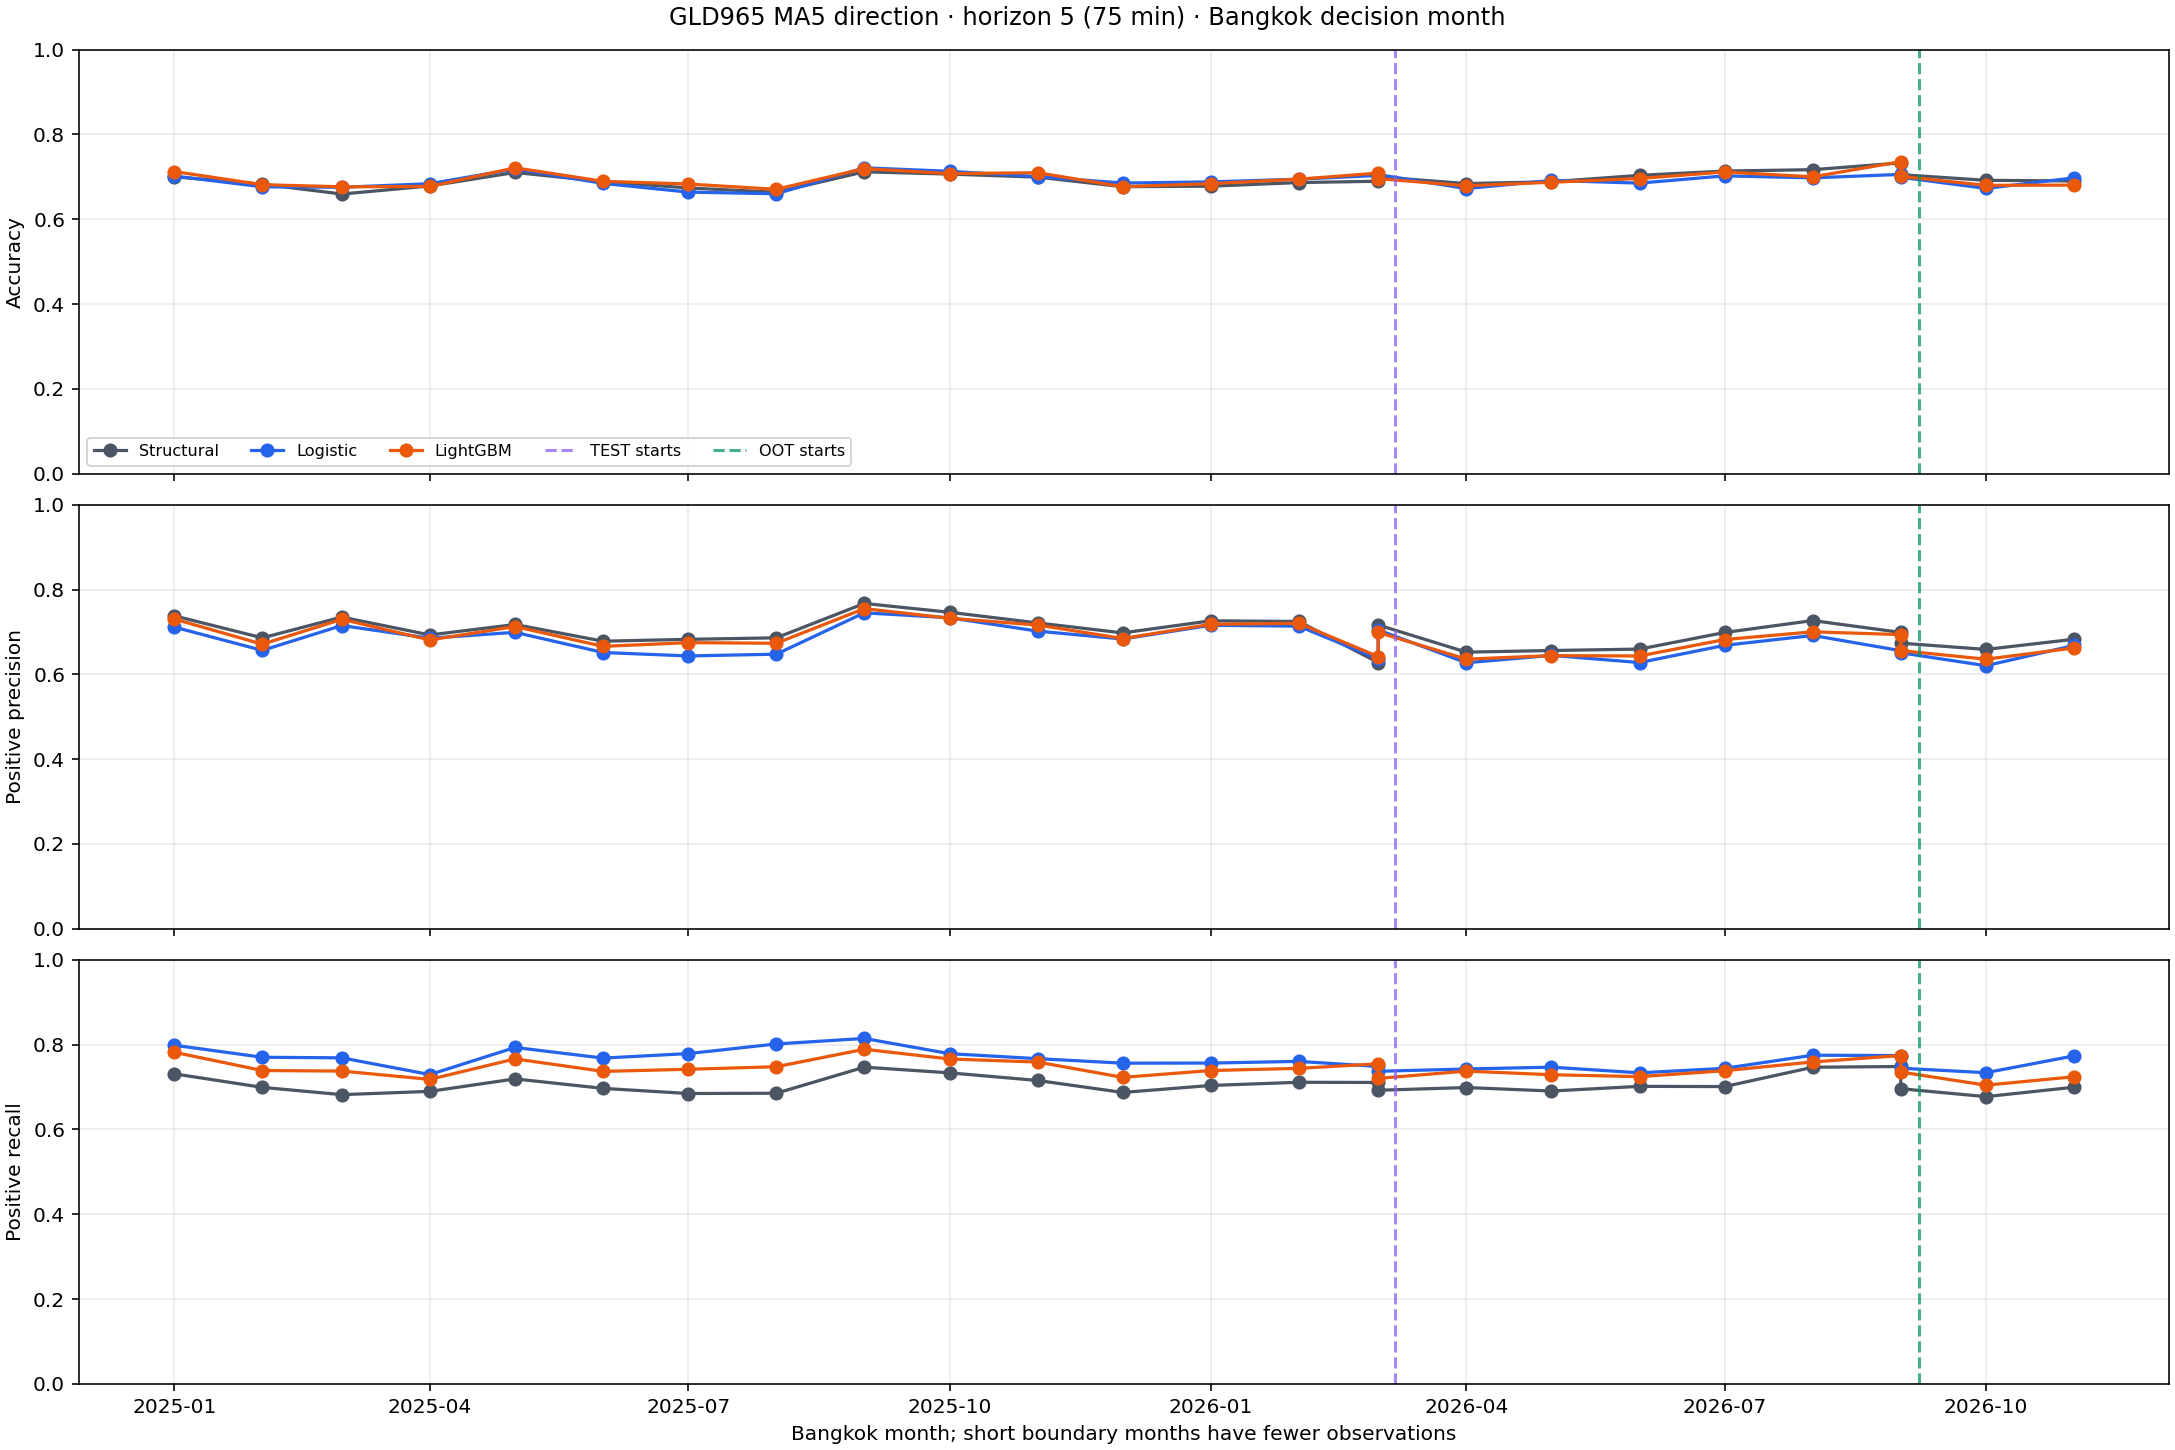 GLD965 MA5 direction · horizon 5 (75 min) · Bangkok decision month
1.0
0.8
0.6
0.4
0.2
0.0
Accuracy
Structural
Logistic
LightGBM
TEST starts
OOT starts
1.0
0.8
0.6
0.4
0.2
0.0
Positive precision
1.0
0.8
0.6
0.4
0.2
0.0
Positive recall
2025-01
2025-04
2025-07
2025-10
2026-01
2026-04
2026-07
2026-10
Bangkok month; short boundary months have fewer observations